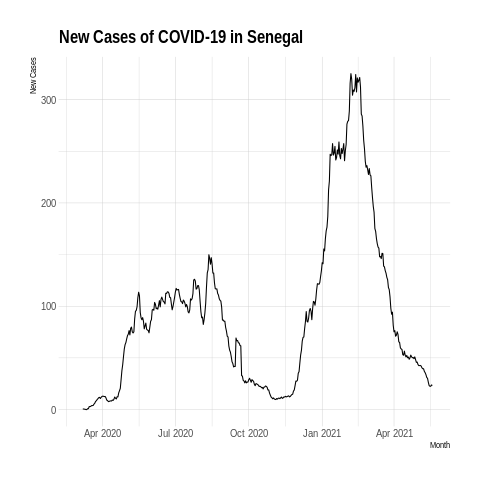 New Cases of COVID-19 in Senegal
New Cases
300
200
100
0
Apr 2020 Jul 2020 Oct 2020 Jan 2021 Apr 2021
Month